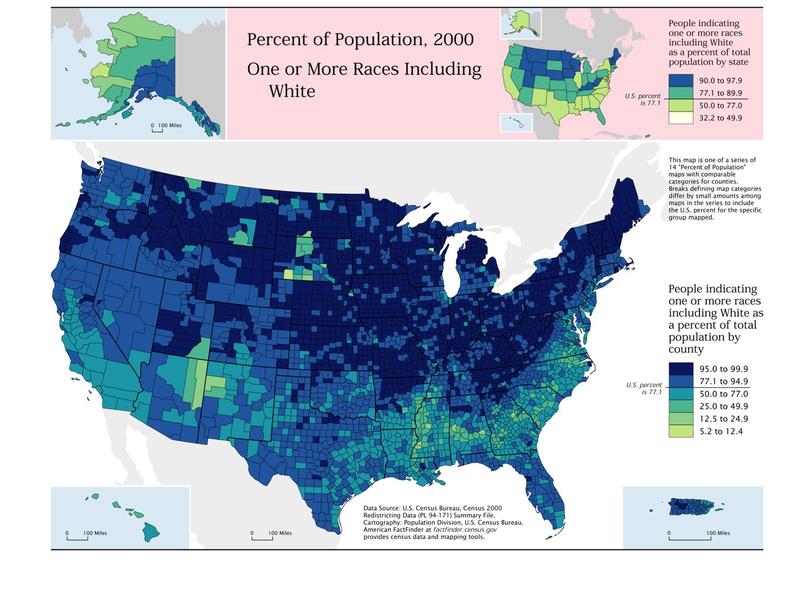 Percent of Population, 2000
One or More Races Including
White
People indicating
one or more races
including White
as a percent of total
population by state
U.S. percent
is 77.1
90.0 to 97.9
77.1 to 89.9
50.0 to 77.0
32.2 to 49.9
0 100 Miles
This map is one of a series of
14 "Percent of Population"
maps with comparable
categories for counties.
Breaks defining map categories
differ by small amounts among
maps in the series to include
the U.S. percent for the specific
group mapped.
People indicating
one or more races
including White as
a percent of total
population by
county
U.S. percent
is 77.1
95.0 to 99.9
77.1 to 94.9
50.0 to 77.0
25.0 to 49.9
12.5 to 24.9
5.2 to 12.4
0 100 Miles
0 100 Miles
Data Source: U.S. Census Bureau, Census 2000
Redistricting Data (PL 94-171) Summary File.
Cartography: Population Division, U.S. Census Bureau.
American FactFinder at factfinder.census.gov
provides census data and mapping tools.
0 100 Miles